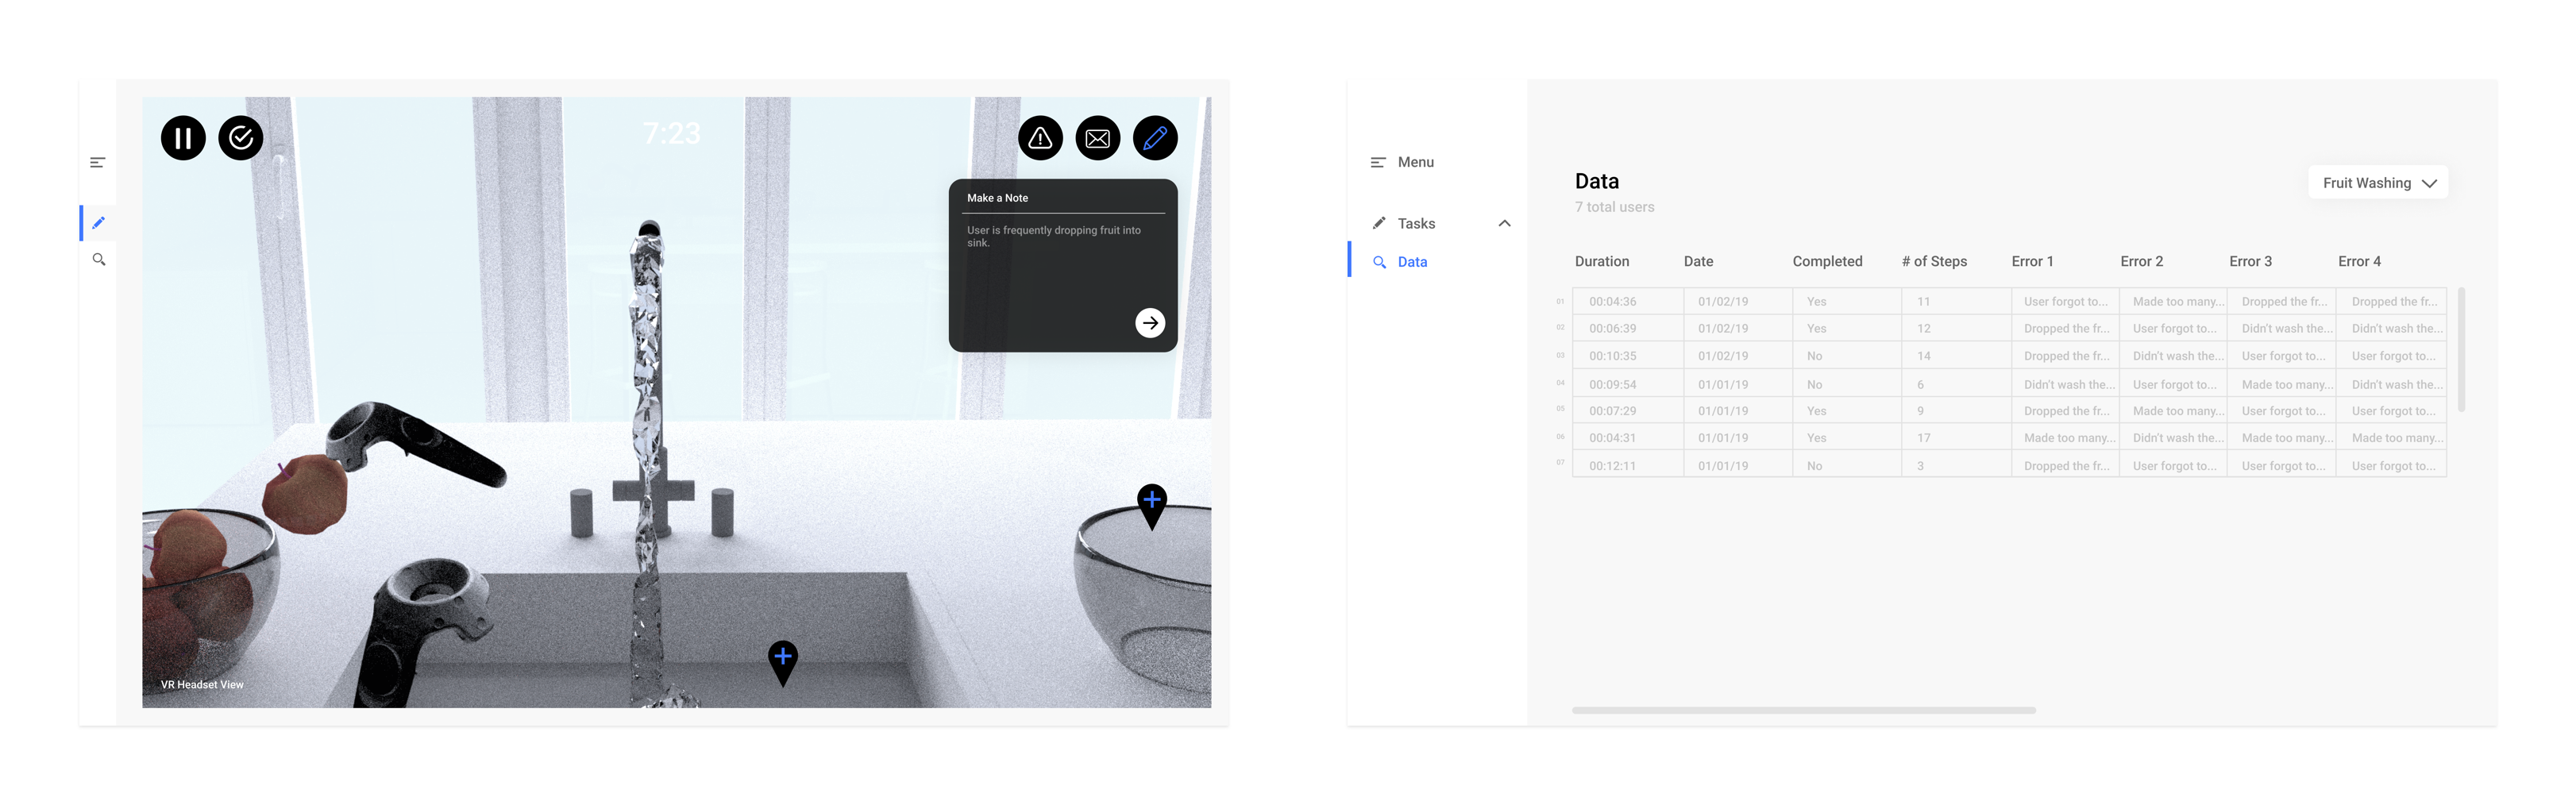 7:23
Make a Note
User is frequently dropping fruit into
sink.
VR Headset View
Menu
Tasks
Data
Data
7 total users
Fruit Washing
Duration Date Completed # of Steps Error 1 Error 2 Error 3 Error 4
01 00:04:36 01/02/19 Yes 11 User forgot to... Made too many... Dropped the fr... Dropped the fr...
02 00:06:39 01/02/19 Yes 12 Dropped the fr... User forgot to... Didn't wash the... Didn't wash the...
03 00:10:35 01/02/19 No 14 Dropped the fr... Didn't wash the... User forgot to... User forgot to...
04 00:09:54 01/01/19 No 6 Didn't wash the... User forgot to... Made too many... Didn't wash the...
05 00:07:29 01/01/19 Yes 9 Dropped the fr... Made too many... User forgot to... User forgot to...
06 00:04:31 01/01/19 Yes 17 Made too many... Didn't wash the... Made too many... Made too many...
07 00:12:11 01/01/19 No 3 Dropped the fr... User forgot to... User forgot to... User forgot to...